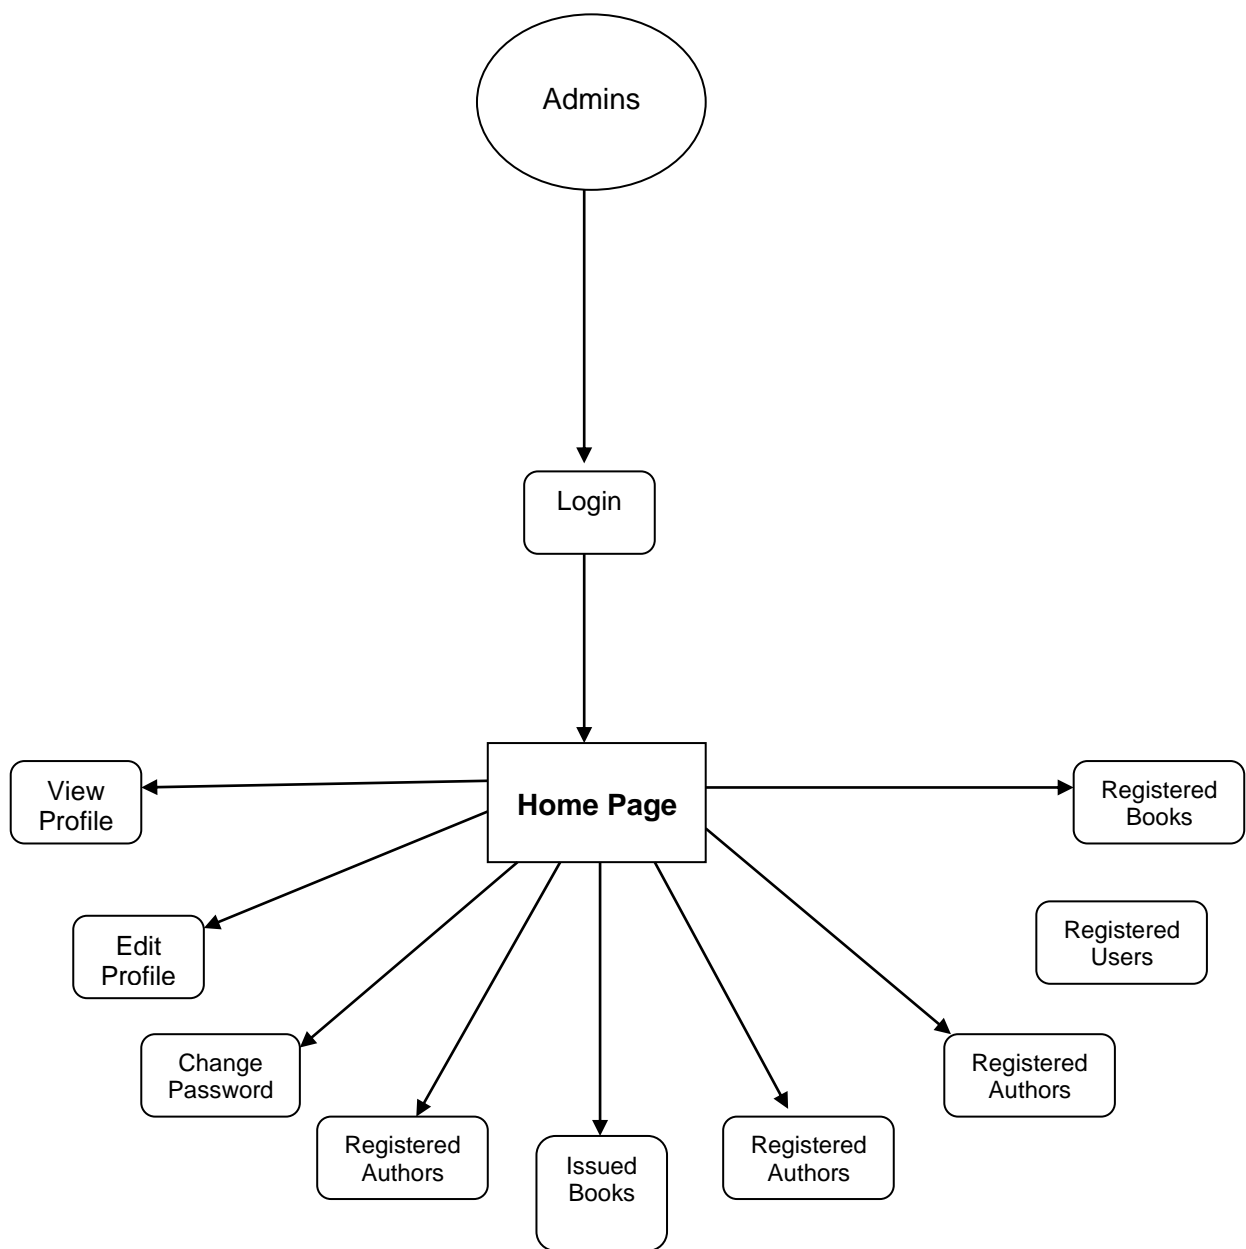 Admins
Login
Home Page
View
Profile
Registered
Books
Edit
Profile
Registered
Users
Change
Password
Registered
Authors
Registered
Authors
Issued
Books
Registered
Authors